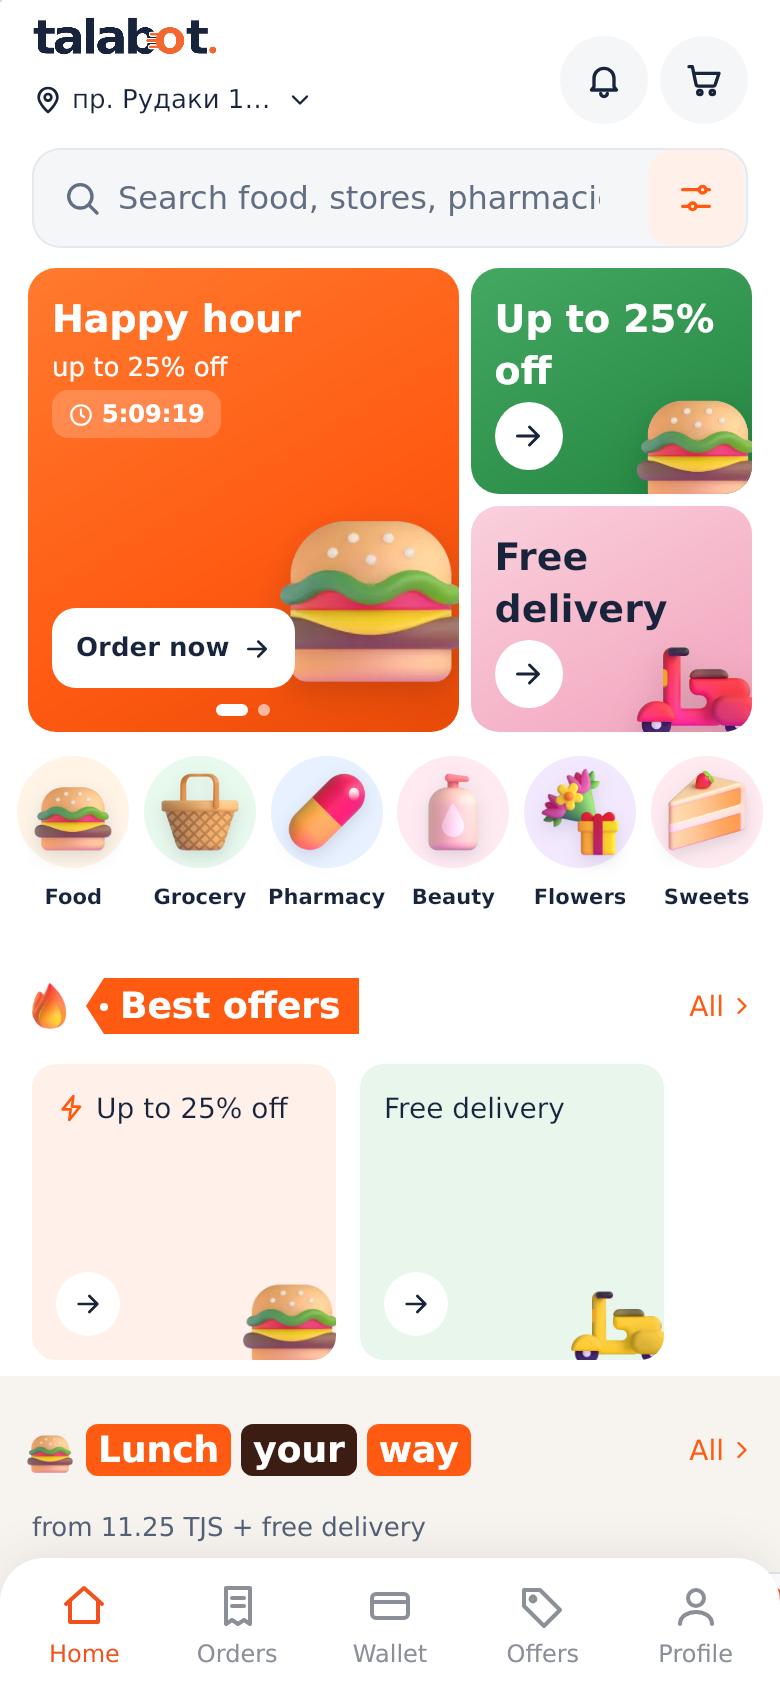 talabot.
пр. Рудаки 1...
Search food, stores, pharmaci
Happy hour
up to 25% off
5:09:19
Order now
Up to 25%
off
Free
delivery
Food
Grocery
Pharmacy
Beauty
Flowers
Sweets
Best offers
All
Up to 25% off
Free delivery
Lunch your way
All
from 11.25 TJS + free delivery
Home
Orders
Wallet
Offers
Profile